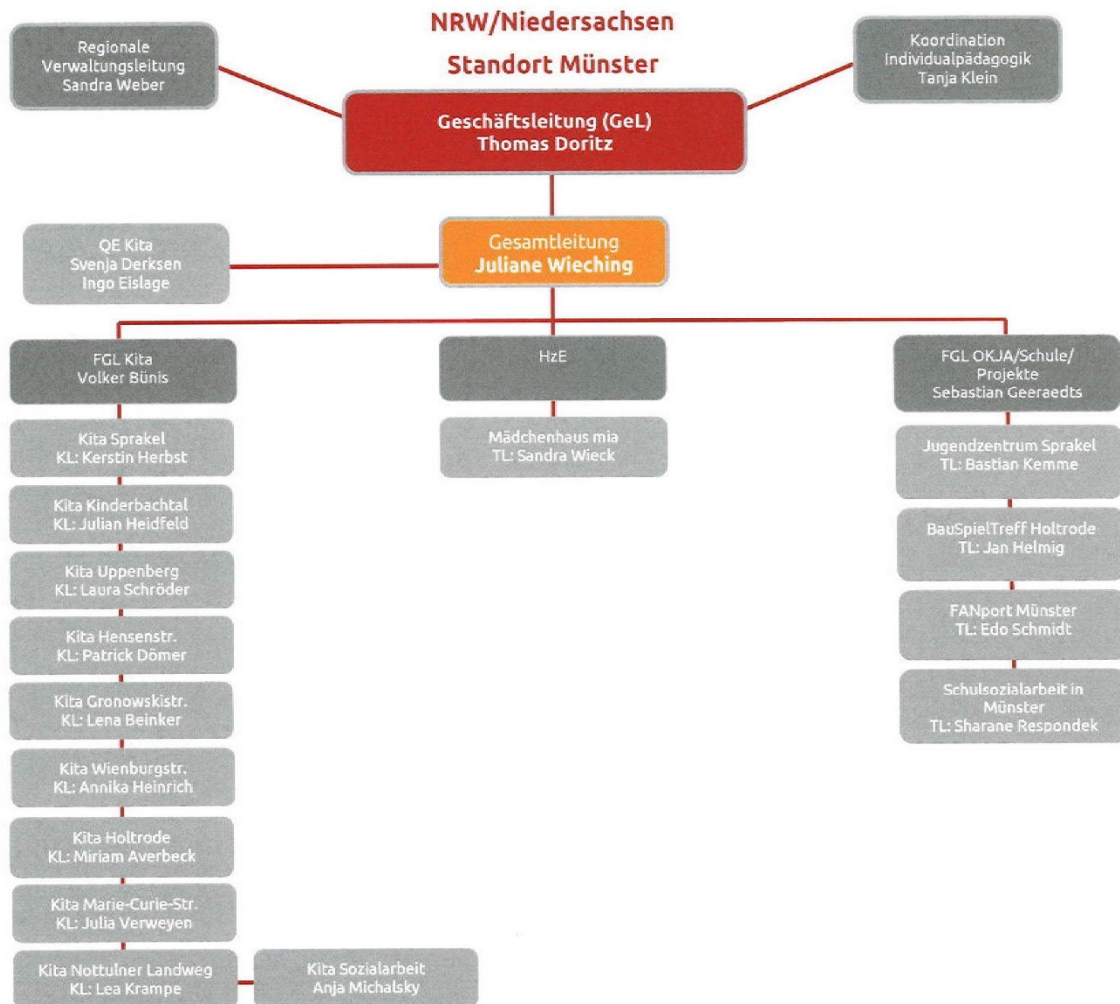 NRW/Niedersachsen
Standort Münster
Regionale
Verwaltungsleitung
Sandra Weber
Koordination
Individualpädagogik
Tanja Klein
Geschäftsleitung (GeL)
Thomas Doritz
QE Kita
Svenja Derksen
Ingo Eislage
Gesamtleitung
Juliane Wieching
FGL Kita
Volker Bünis
Kita Sprakel
KL: Kerstin Herbst
Kita Kinderbachtal
KL: Julian Heidfeld
Kita Uppenberg
KL: Laura Schröder
Kita Hensenstr.
KL: Patrick Dömer
Kita Gronowskistr.
KL: Lena Beinker
Kita Wienburgstr.
KL: Annika Heinrich
Kita Holtrode
KL: Miriam Averbeck
Kita Marie-Curie-Str.
KL: Julia Verweyen
Kita Nottulner Landweg
KL: Lea Krampe
Kita Sozialarbeit
Anja Michalsky
HzE
Mädchenhaus mia
TL: Sandra Wieck
FGL OKJA/Schule/
Projekte
Sebastian Geeraedts
Jugendzentrum Sprakel
TL: Bastian Kemme
BauSpielTreff Holtrode
TL: Jan Helmig
FANport Münster
TL: Edo Schmidt
Schulsozialarbeit in
Münster
TL: Sharane Respondek